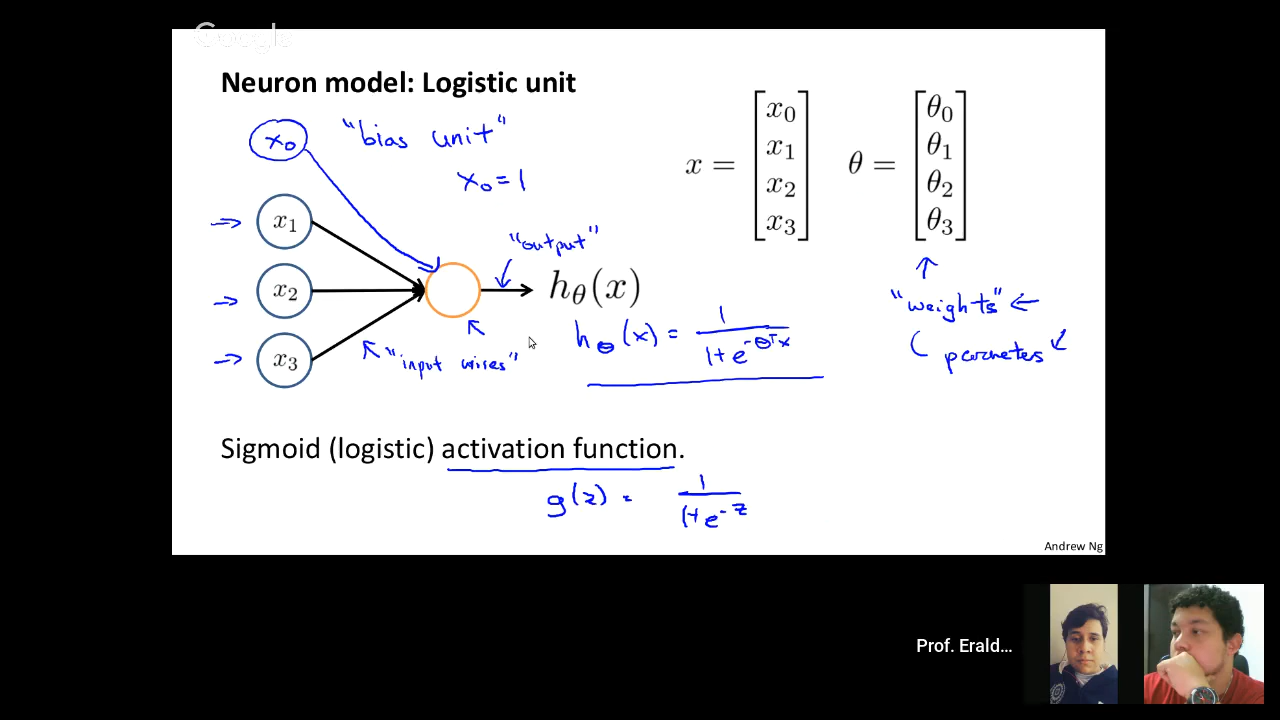 Google
Neuron model: Logistic unit
x₀ "bias unit"
x₀ = 1
x₁
x₂
x₃
"output"
hθ(x)
"input wires"
hθ(x) = 1 / (1 + e^(-θᵀx))
x = [x₀ x₁ x₂ x₃]
θ = [θ₀ θ₁ θ₂ θ₃]
"weights" ←
( parameters
Sigmoid (logistic) activation function.
g(z) = 1 / (1 + e^(-z))
Andrew Ng
Prof. Erald...